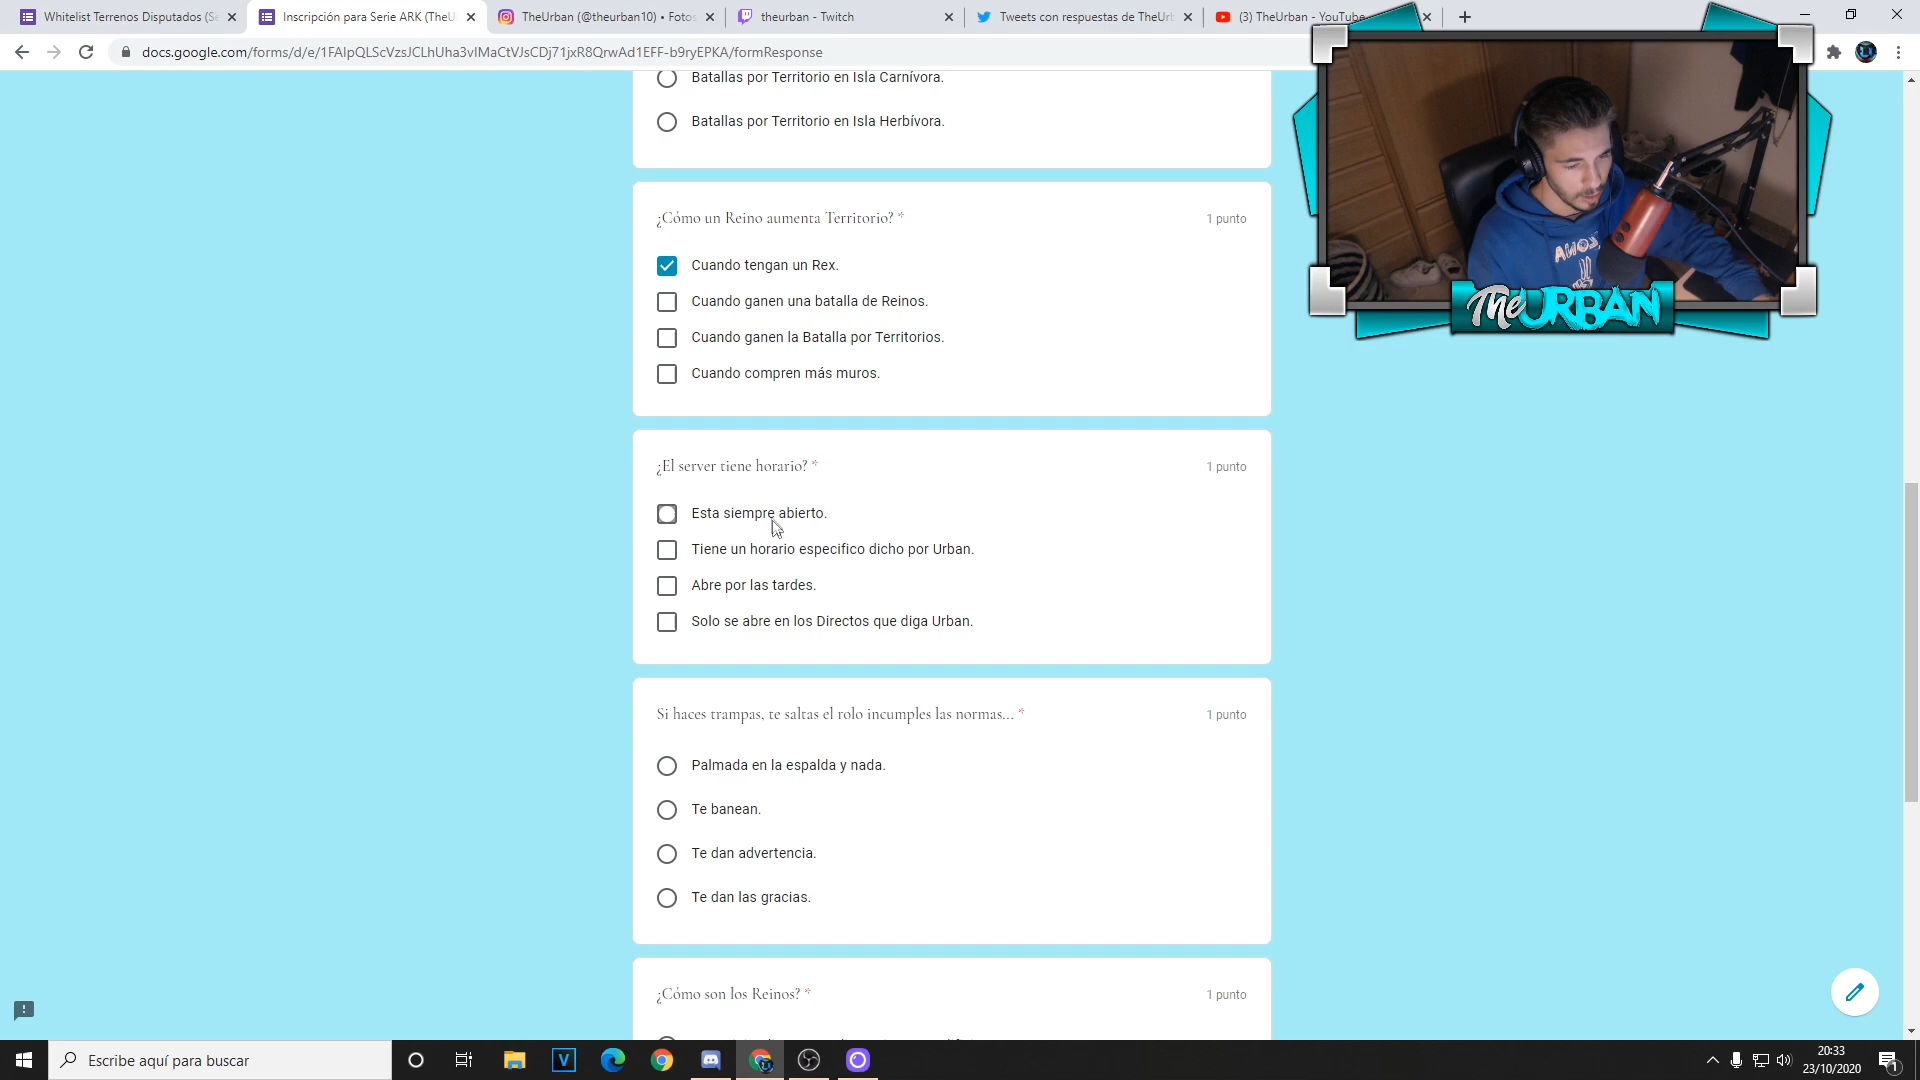 Whitelist Terrenos Disputados (Se
Inscripción para Serie ARK (TheU
TheUrban (@theurban10) • Fotos
theurban - Twitch
Tweets con respuestas de TheUr
(3) TheUrban - YouTube
docs.google.com/forms/d/e/1FAIpQLScVzsJCLhUha3vIMaCtVJsCDj71jxR8QrwAd1EFF-b9ryEPKA/formResponse
Batallas por Territorio en Isla Carnívora.
Batallas por Territorio en Isla Herbívora.
¿Cómo un Reino aumenta Territorio? *
1 punto
Cuando tengan un Rex.
Cuando ganen una batalla de Reinos.
Cuando ganen la Batalla por Territorios.
Cuando compren más muros.
TheURBAN
¿El server tiene horario? *
1 punto
Esta siempre abierto.
Tiene un horario especifico dicho por Urban.
Abre por las tardes.
Solo se abre en los Directos que diga Urban.
Si haces trampas, te saltas el rolo incumples las normas... *
1 punto
Palmada en la espalda y nada.
Te banean.
Te dan advertencia.
Te dan las gracias.
¿Cómo son los Reinos? *
1 punto
Escribe aquí para buscar
20:33
23/10/2020
1